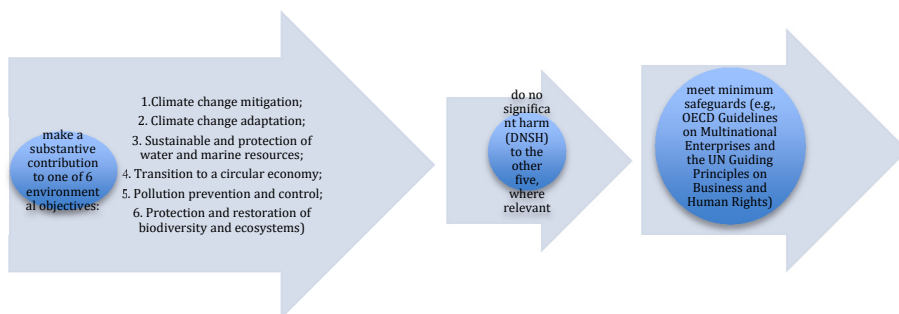 make a
substantive
contribution
to one of 6
environment
al objectives:
1.Climate change mitigation;
2. Climate change adaptation;
3. Sustainable and protection of
water and marine resources;
4. Transition to a circular economy;
5. Pollution prevention and control;
6. Protection and restoration of
biodiversity and ecosystems)
do no
significa
nt harm
(DNSH)
to the
other
five,
where
relevant
meet minimum
safeguards (e.g.,
OECD Guidelines
on Multinational
Enterprises and
the UN Guiding
Principles on
Business and
Human Rights)